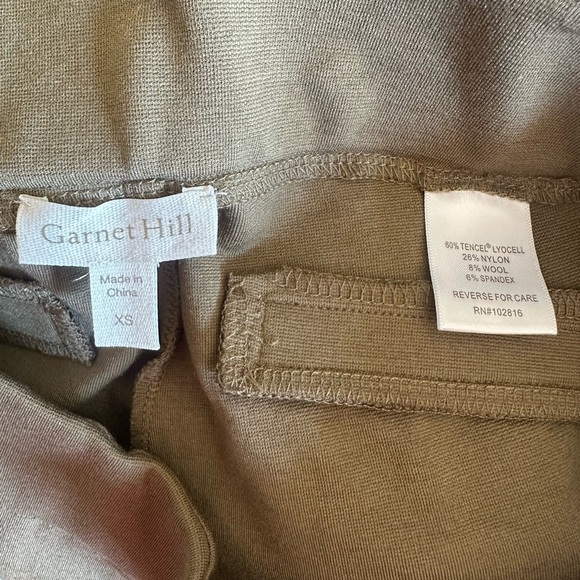 Garnet Hill
Made in
China
XS
60% TENCEL® LYOCELL
26% NYLON
8% WOOL
6% SPANDEX
REVERSE FOR CARE
RN#102816